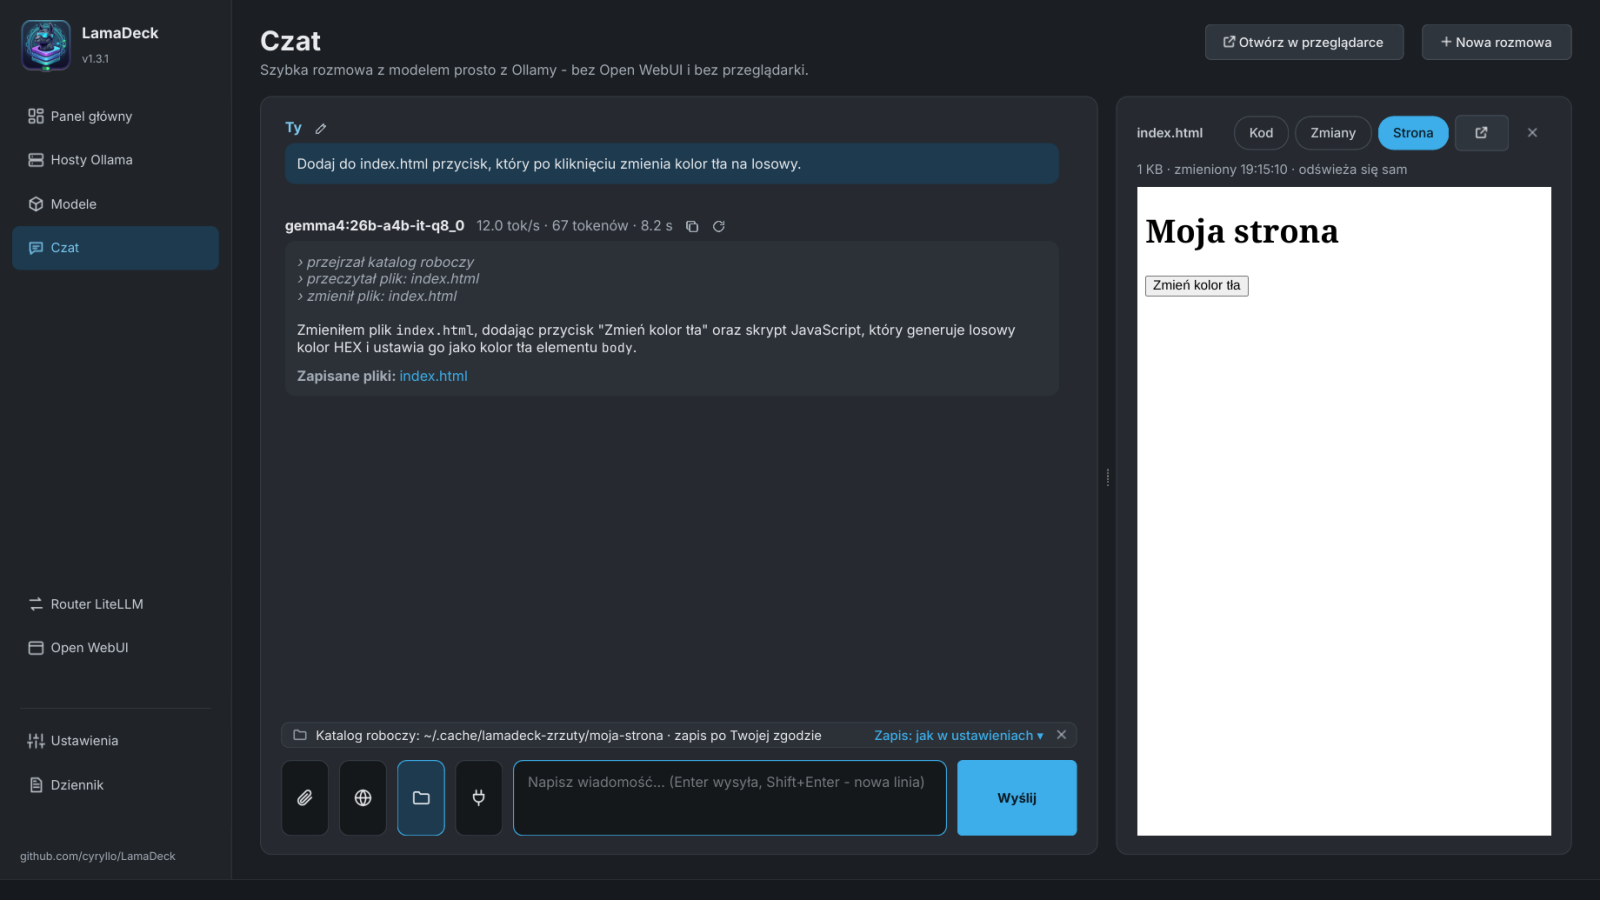 LamaDeck
v1.3.1
Panel główny
Hosty Ollama
Modele
Czat
Router LiteLLM
Open WebUI
Ustawienia
Dziennik
github.com/cyryllo/LamaDeck
Czat
Szybka rozmowa z modelem prosto z Ollamy - bez Open WebUI i bez przeglądarki.
Otwórz w przeglądarce
+ Nowa rozmowa
Ty
Dodaj do index.html przycisk, który po kliknięciu zmienia kolor tła na losowy.
gemma4:26b-a4b-it-q8_0 12.0 tok/s · 67 tokenów · 8.2 s
› przejrzał katalog roboczy
› przeczytał plik: index.html
› zmienił plik: index.html
Zmieniłem plik index.html, dodając przycisk "Zmień kolor tła" oraz skrypt JavaScript, który generuje losowy
kolor HEX i ustawia go jako kolor tła elementu body.
Zapisane pliki: index.html
Katalog roboczy: ~/.cache/lamadeck-zrzuty/moja-strona · zapis po Twojej zgodzie
Zapis: jak w ustawieniach ▾
Napisz wiadomość... (Enter wysyła, Shift+Enter - nowa linia)
Wyślij
index.html
Kod
Zmiany
Strona
1 KB · zmieniony 19:15:10 · odświeża się sam
Moja strona
Zmień kolor tła